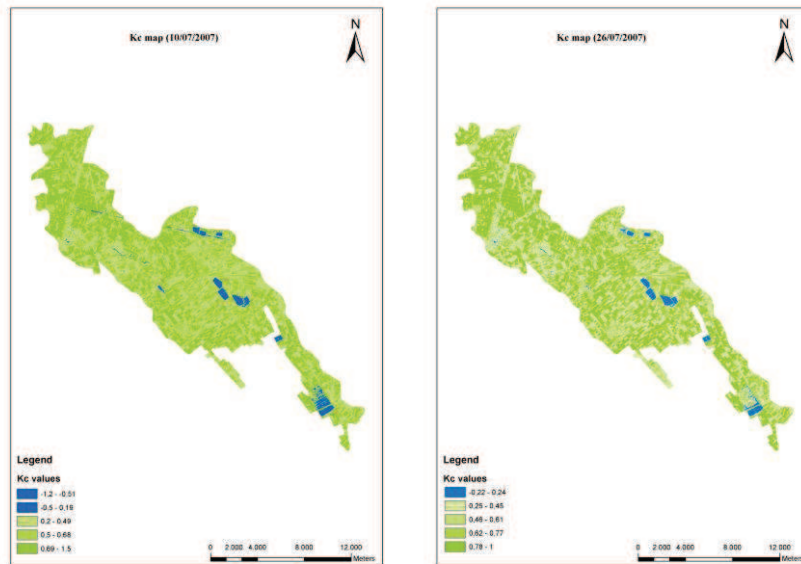 Kc map (10/07/2007)
N
Legend
Kc values
-1.2 - -0.51
-0.5 - 0.19
0.2 - 0.49
0.5 - 0.68
0.69 - 1.5
0 2.000 4.000 8.000 12.000
Meters
Kc map (26/07/2007)
N
Legend
Kc values
-0.22 - 0.24
0.25 - 0.45
0.46 - 0.61
0.62 - 0.77
0.78 - 1
0 2.000 4.000 8.000 12.000
Meters